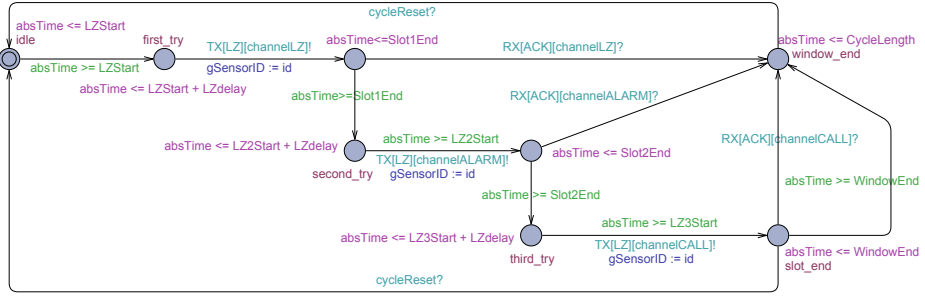 cycleReset?
absTime <= LZStart
idle
first_try
TX[LZ][channelLZ]!
absTime<=Slot1End
RX[ACK][channelLZ]?
absTime <= CycleLength
window_end
absTime >= LZStart
gSensorID := id
absTime <= LZStart + LZdelay
absTime>=Slot1End
RX[ACK][channelALARM]?
absTime >= LZ2Start
RX[ACK][channelCALL]?
absTime <= LZ2Start + LZdelay
TX[LZ][channelALARM]!
absTime <= Slot2End
second_try
gSensorID := id
absTime >= WindowEnd
absTime >= Slot2End
absTime >= LZ3Start
absTime <= LZ3Start + LZdelay
TX[LZ][channelCALL]!
absTime <= WindowEnd
third_try
gSensorID := id
slot_end
cycleReset?